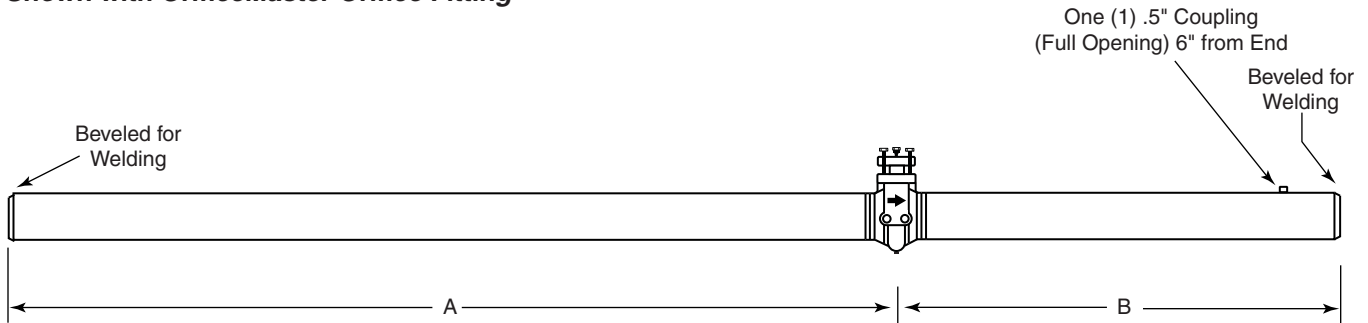 One (1) .5" Coupling
(Full Opening) 6" from End
Beveled for
Welding
Beveled for
Welding
A
B